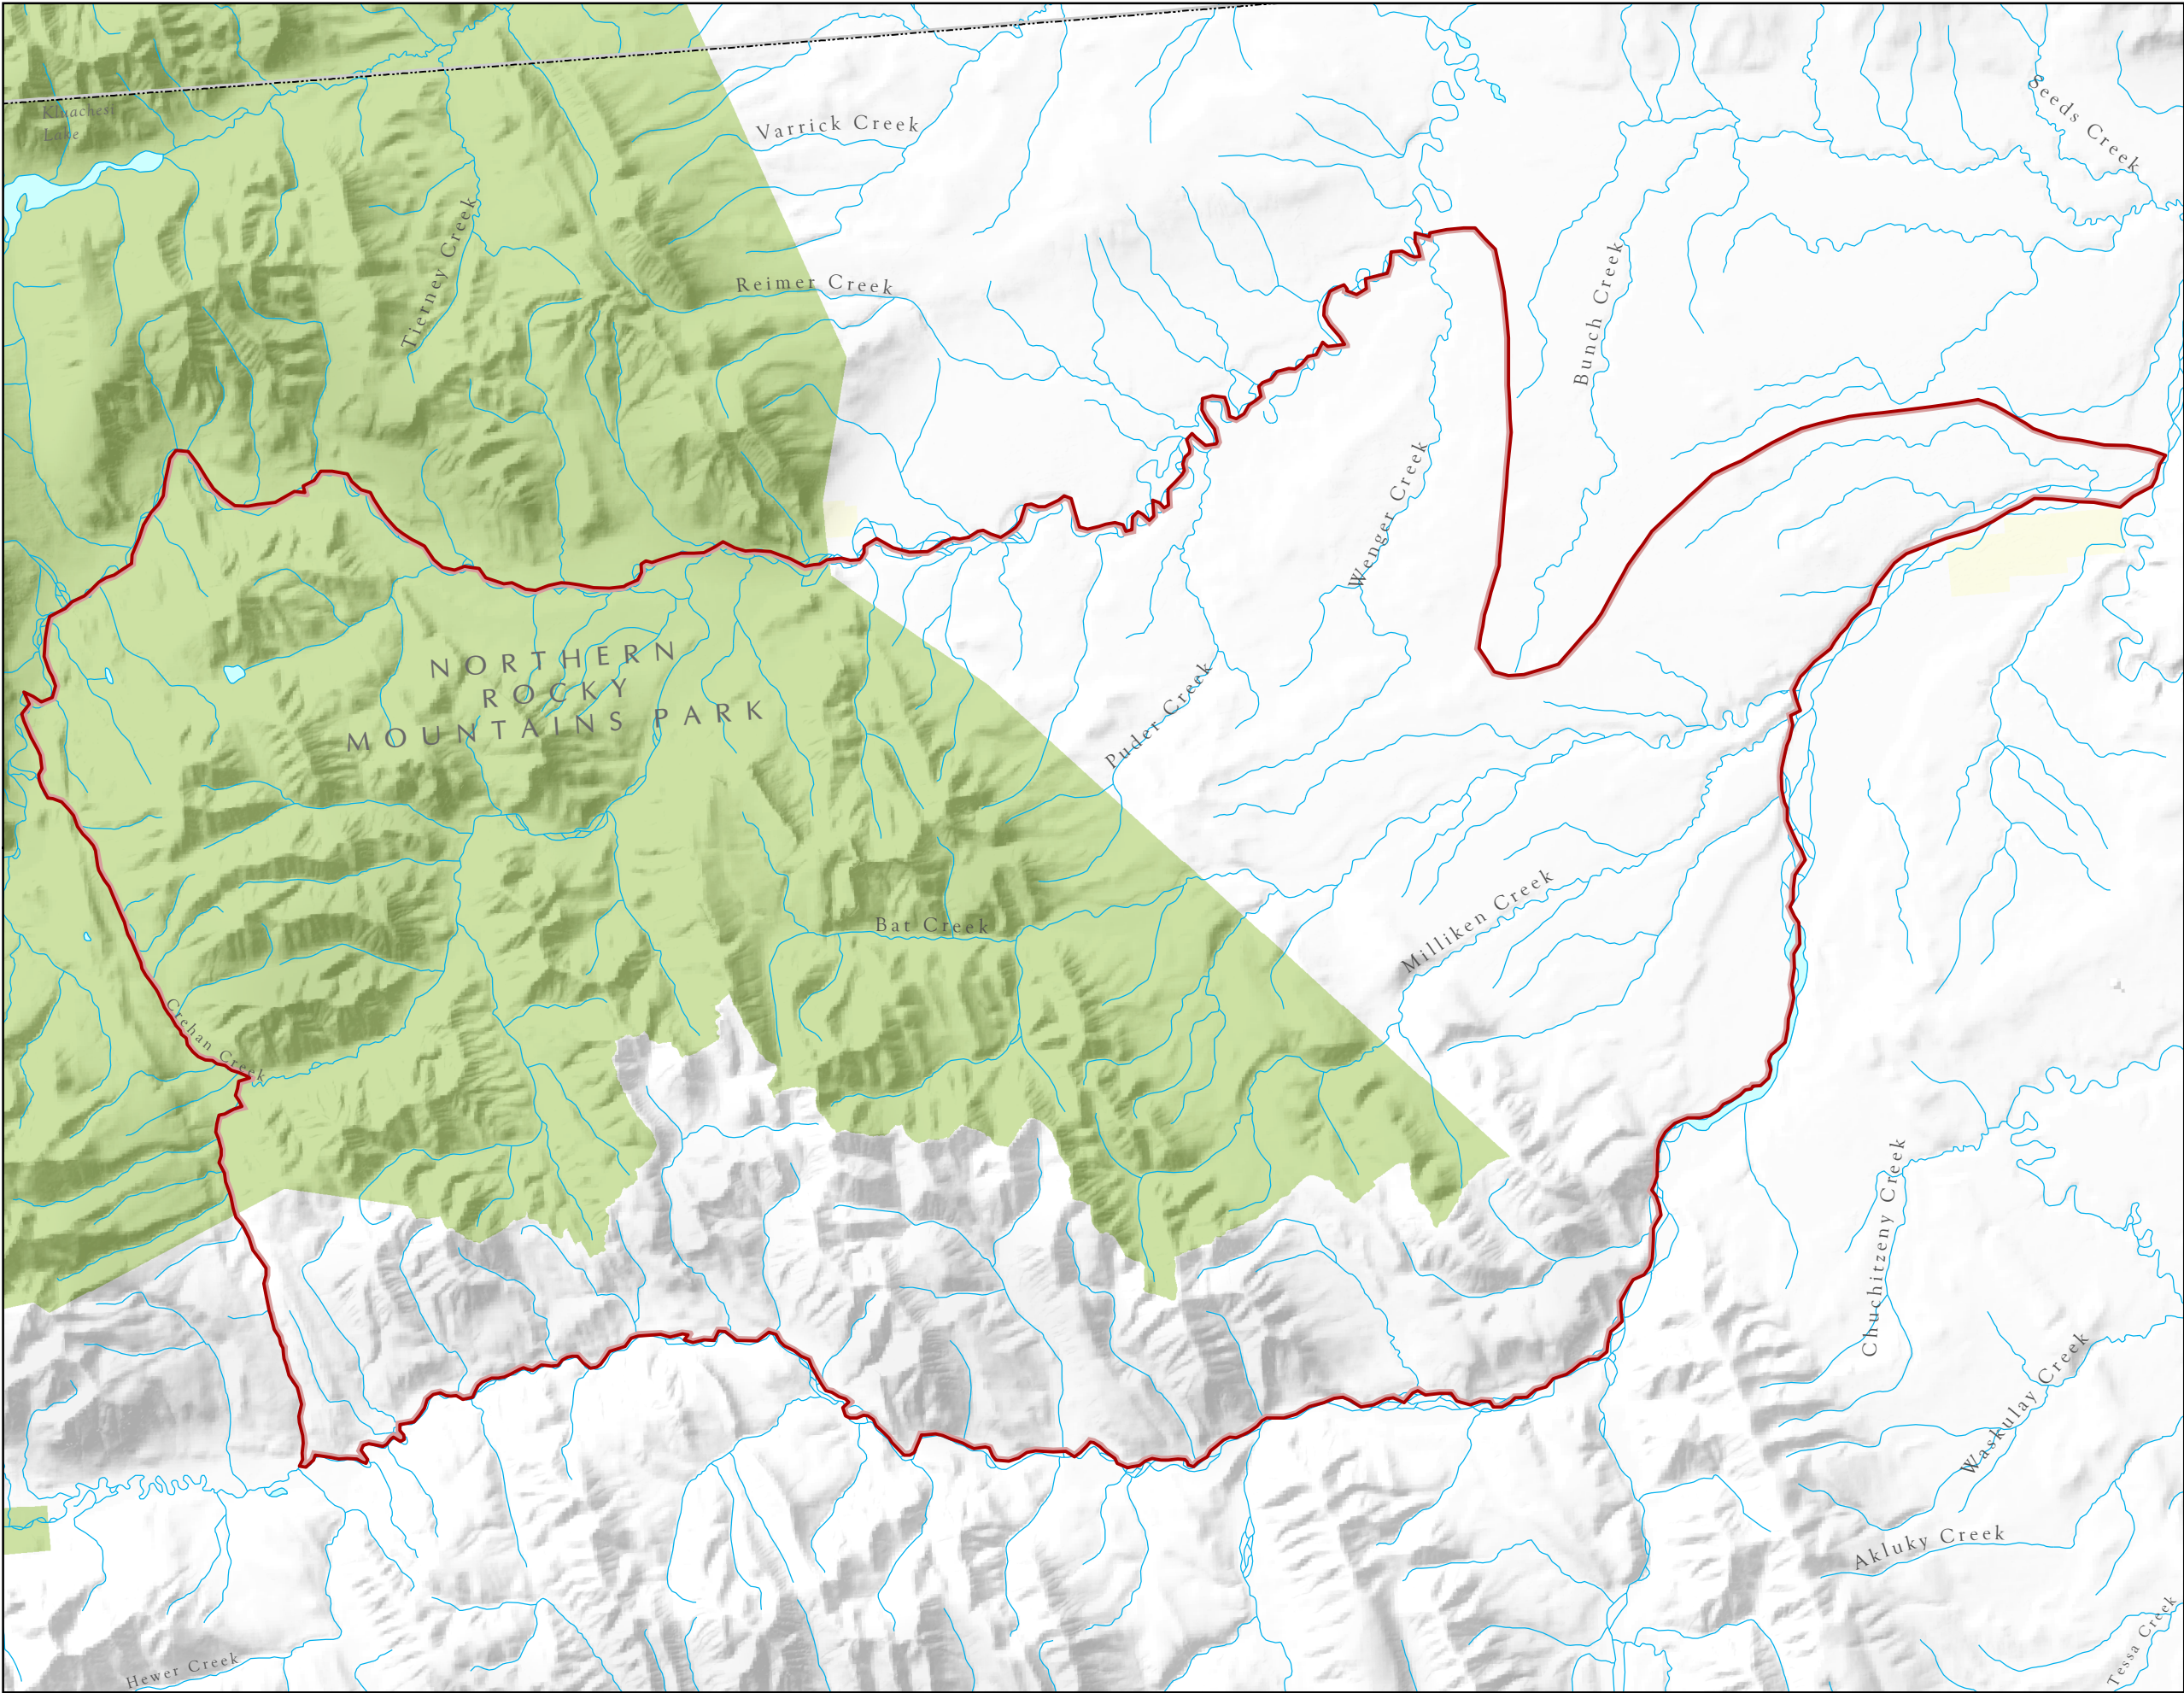 Kluachesi
Lake
Varrick Creek
Seeds Creek
Tierney Creek
Reimer Creek
Bunch Creek
Wenger Creek
NORTHERN
ROCKY
MOUNTAINS PARK
Puder Creek
Bat Creek
Milliken Creek
Crehan Creek
Chuchitzeny Creek
Waskulay Creek
Akluky Creek
Hewer Creek
Tessa Creek